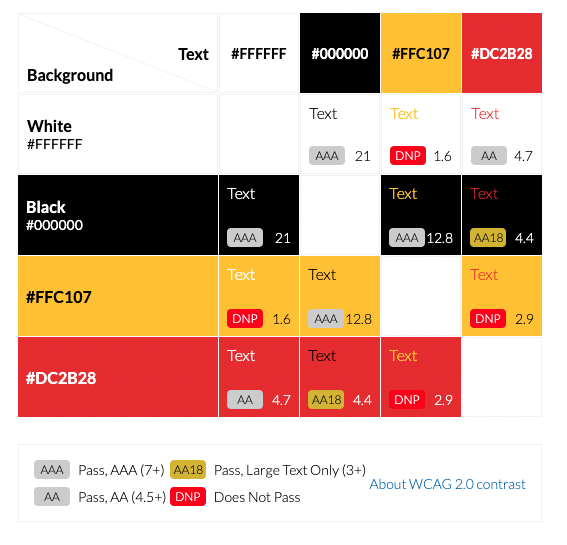 Text
Background
#FFFFFF
#000000
#FFC107
#DC2B28
White
#FFFFFF
Text
AAA 21
Text
DNP 1.6
Text
AA 4.7
Black
#000000
Text
AAA 21
Text
AAA 12.8
Text
AA18 4.4
#FFC107
Text
DNP 1.6
Text
AAA 12.8
Text
DNP 2.9
#DC2B28
Text
AA 4.7
Text
AA18 4.4
Text
DNP 2.9
AAA Pass, AAA (7+) AA18 Pass, Large Text Only (3+)
AA Pass, AA (4.5+) DNP Does Not Pass
About WCAG 2.0 contrast